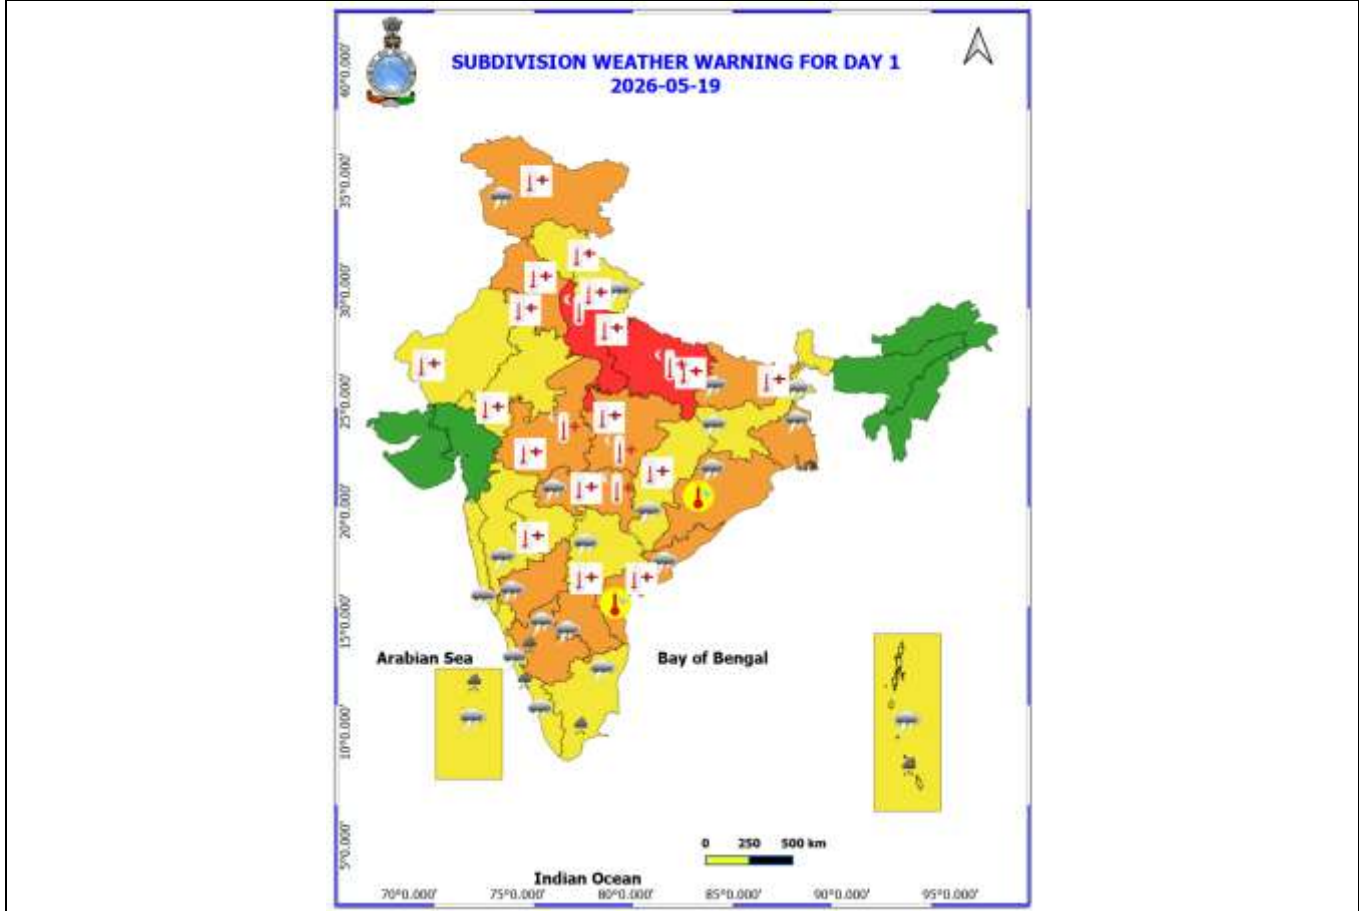 SUBDIVISION WEATHER WARNING FOR DAY 1
2026-05-19
40°0.000'
35°0.000'
30°0.000'
25°0.000'
20°0.000'
15°0.000'
10°0.000'
5°0.000'
Arabian Sea
Bay of Bengal
0 250 500 km
Indian Ocean
70°0.000' 75°0.000' 80°0.000' 85°0.000' 90°0.000' 95°0.000'